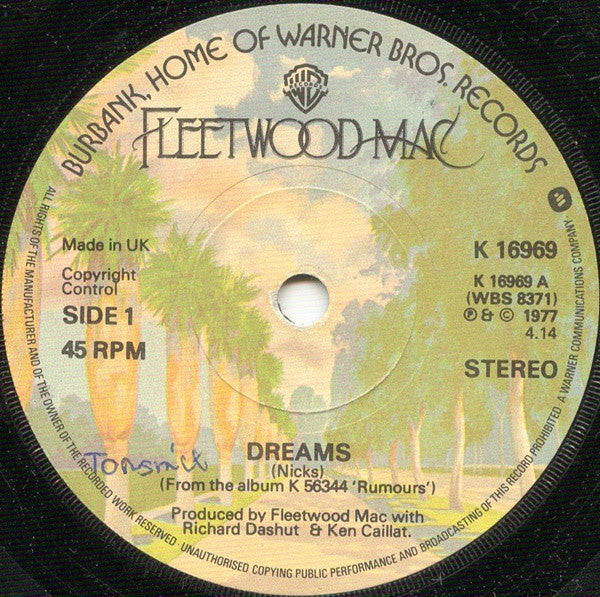 BURBANK, HOME OF WARNER BROS. RECORDS
RECORDS
FLEETWOOD MAC
Made in UK
Copyright
Control
SIDE 1
45 RPM
K 16969
K 16969 A
(WBS 8371)
℗ & © 1977
4.14
STEREO
DREAMS
(Nicks)
(From the album K 56344 'Rumours')
Produced by Fleetwood Mac with
Richard Dashut & Ken Caillat.
ALL RIGHTS OF THE MANUFACTURER AND OF THE OWNER OF THE RECORDED WORK RESERVED · UNAUTHORISED COPYING PUBLIC PERFORMANCE AND BROADCASTING OF THIS RECORD PROHIBITED A WARNER COMMUNICATIONS COMPANY